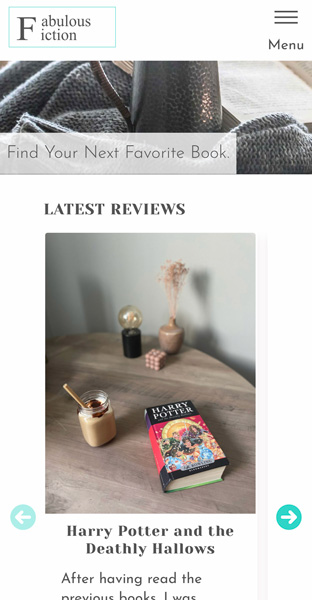 Fabulous
Fiction
Menu
Find Your Next Favorite Book.
LATEST REVIEWS
HARRY
POTTER
Harry Potter and the
Deathly Hallows
After having read the
previous books, I was